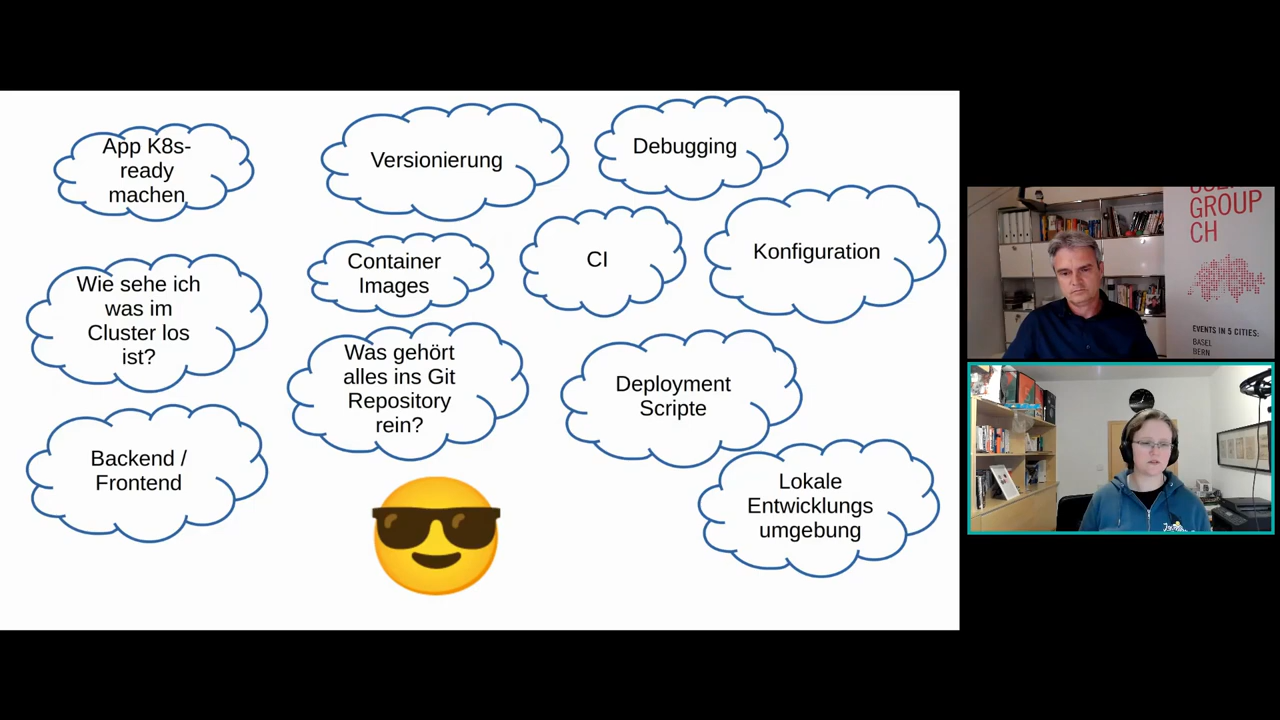 App K8s-
ready
machen
Versionierung
Debugging
Wie sehe ich
was im
Cluster los
ist?
Container
Images
CI
Konfiguration
Was gehört
alles ins Git
Repository
rein?
Deployment
Scripte
Backend /
Frontend
Lokale
Entwicklungs
umgebung
GROUP
CH
EVENTS IN 5 CITIES:
BASEL
BERN